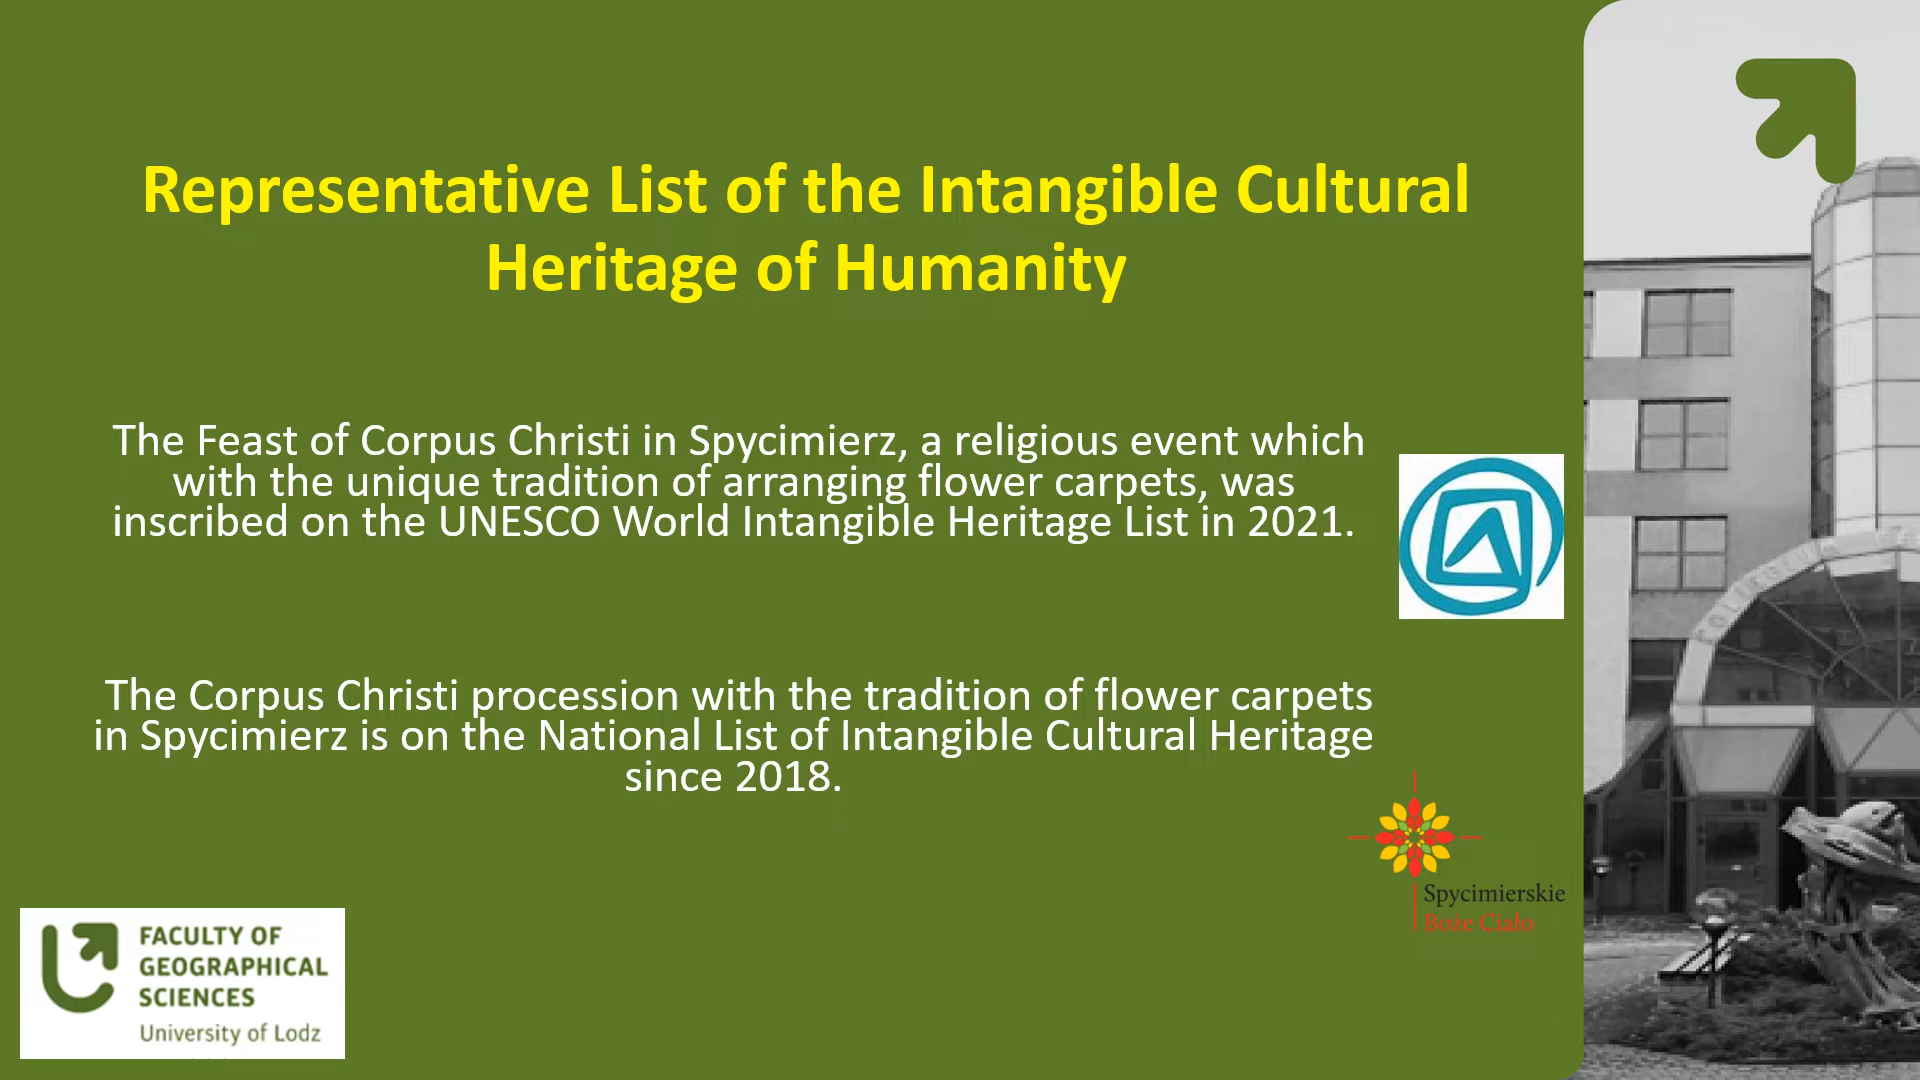 Representative List of the Intangible Cultural
Heritage of Humanity
The Feast of Corpus Christi in Spycimierz, a religious event which
with the unique tradition of arranging flower carpets, was
inscribed on the UNESCO World Intangible Heritage List in 2021.
The Corpus Christi procession with the tradition of flower carpets
in Spycimierz is on the National List of Intangible Cultural Heritage
since 2018.
Spycimierskie
Boże Ciało
FACULTY OF
GEOGRAPHICAL
SCIENCES
University of Lodz